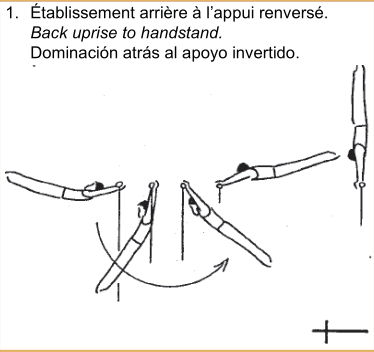 1. Établissement arrière à l'appui renversé.
Back uprise to handstand.
Dominación atrás al apoyo invertido.